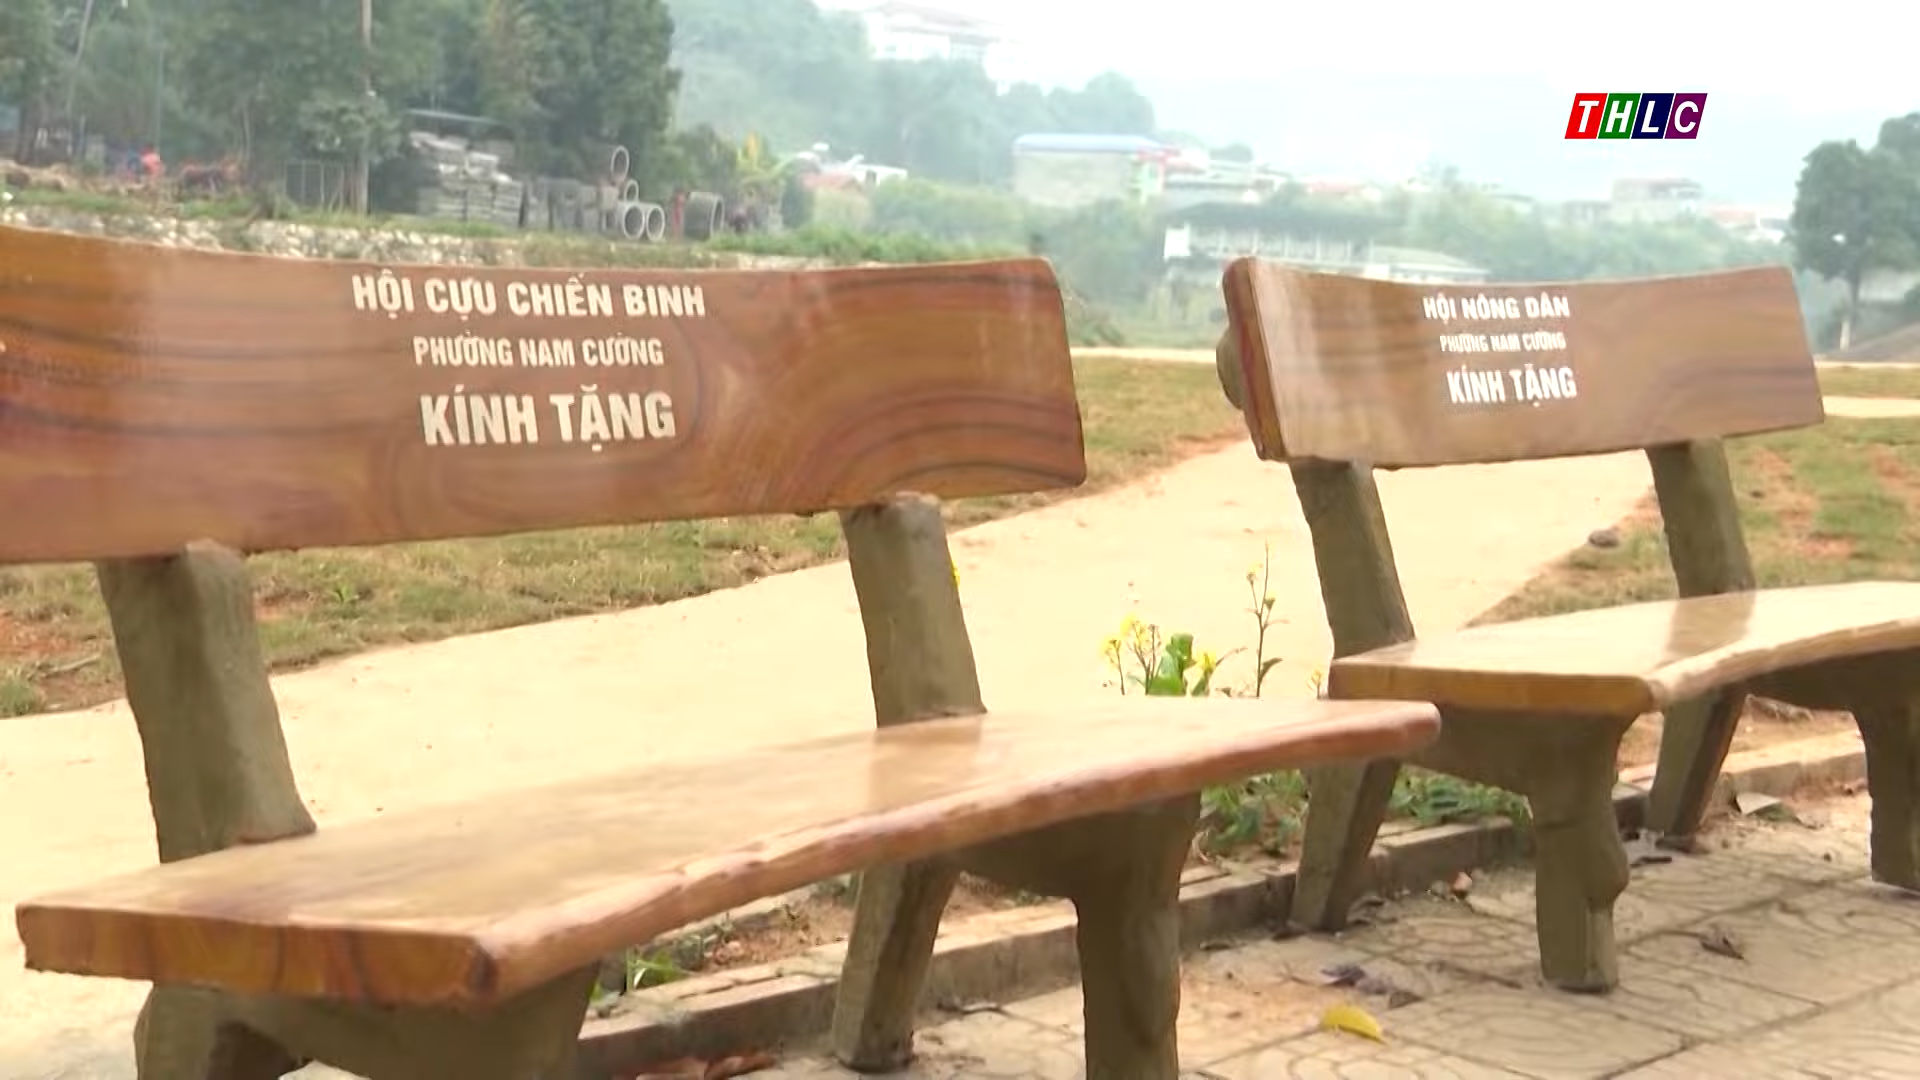 THLC
HỘI CỰU CHIẾN BINH
PHƯỜNG NAM CƯỜNG
KÍNH TẶNG
HỘI NÔNG DÂN
PHƯỜNG NAM CƯỜNG
KÍNH TẶNG